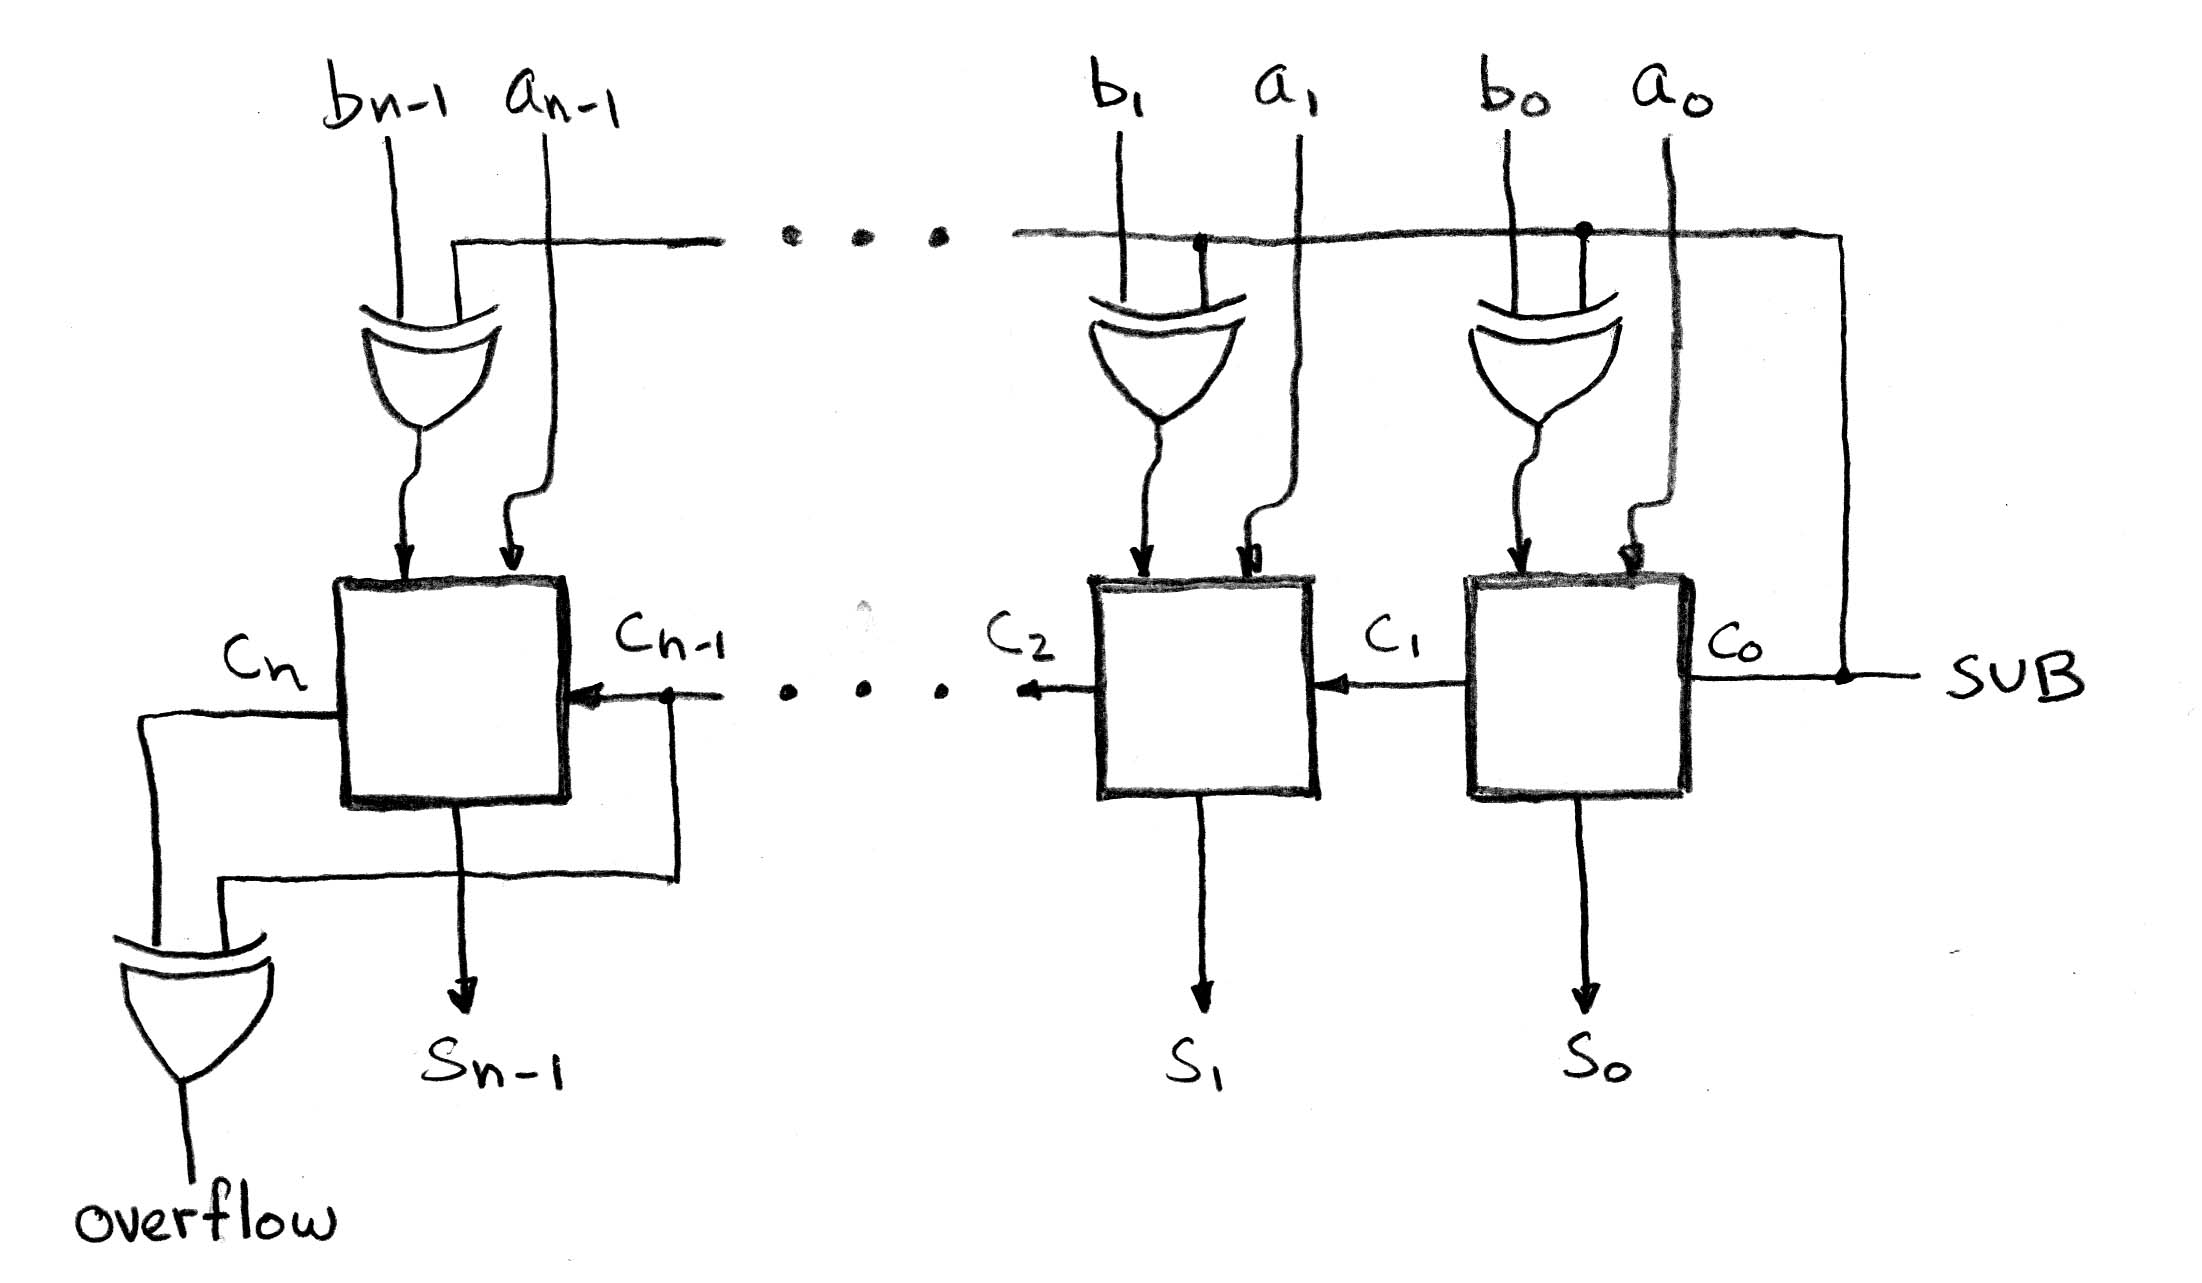 bn-1 an-1 b1 a1 b0 a0
Cn Cn-1 C2 C1 C0 SUB
Sn-1 S1 S0
overflow